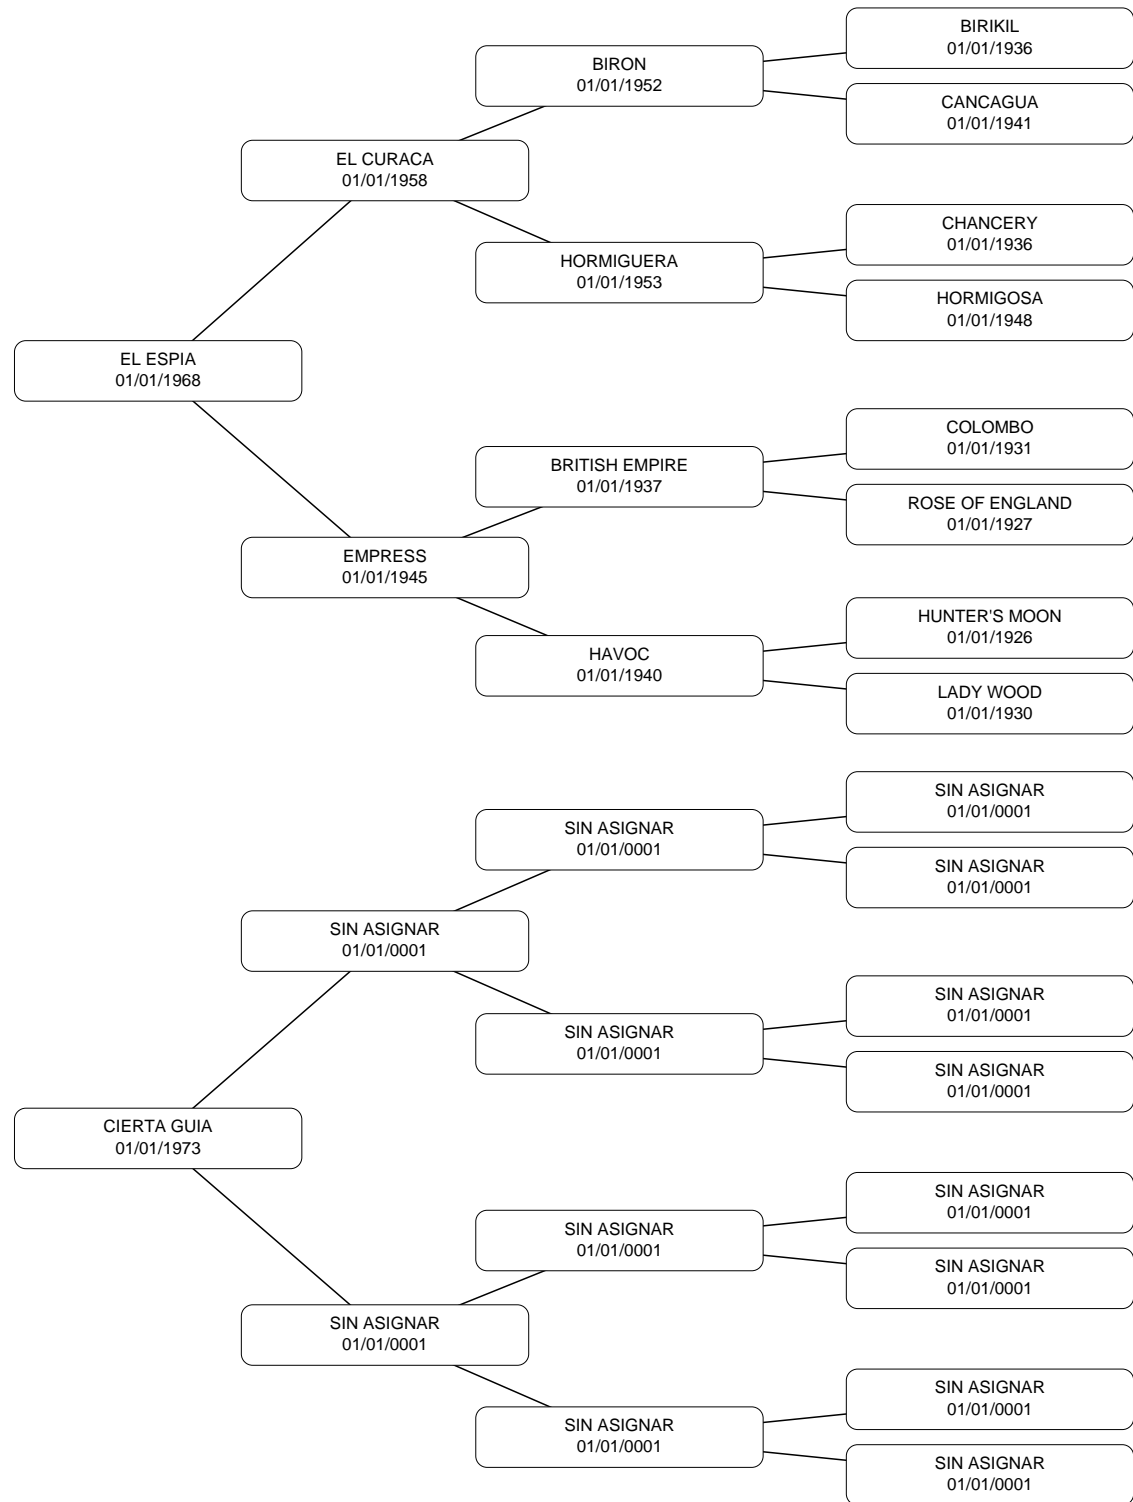 BIRIKIL
01/01/1936
BIRON
01/01/1952
CANCAGUA
01/01/1941
EL CURACA
01/01/1958
CHANCERY
01/01/1936
HORMIGUERA
01/01/1953
HORMIGOSA
01/01/1948
EL ESPIA
01/01/1968
COLOMBO
01/01/1931
BRITISH EMPIRE
01/01/1937
ROSE OF ENGLAND
01/01/1927
EMPRESS
01/01/1945
HUNTER'S MOON
01/01/1926
HAVOC
01/01/1940
LADY WOOD
01/01/1930
SIN ASIGNAR
01/01/0001
SIN ASIGNAR
01/01/0001
SIN ASIGNAR
01/01/0001
SIN ASIGNAR
01/01/0001
SIN ASIGNAR
01/01/0001
SIN ASIGNAR
01/01/0001
SIN ASIGNAR
01/01/0001
CIERTA GUIA
01/01/1973
SIN ASIGNAR
01/01/0001
SIN ASIGNAR
01/01/0001
SIN ASIGNAR
01/01/0001
SIN ASIGNAR
01/01/0001
SIN ASIGNAR
01/01/0001
SIN ASIGNAR
01/01/0001
SIN ASIGNAR
01/01/0001